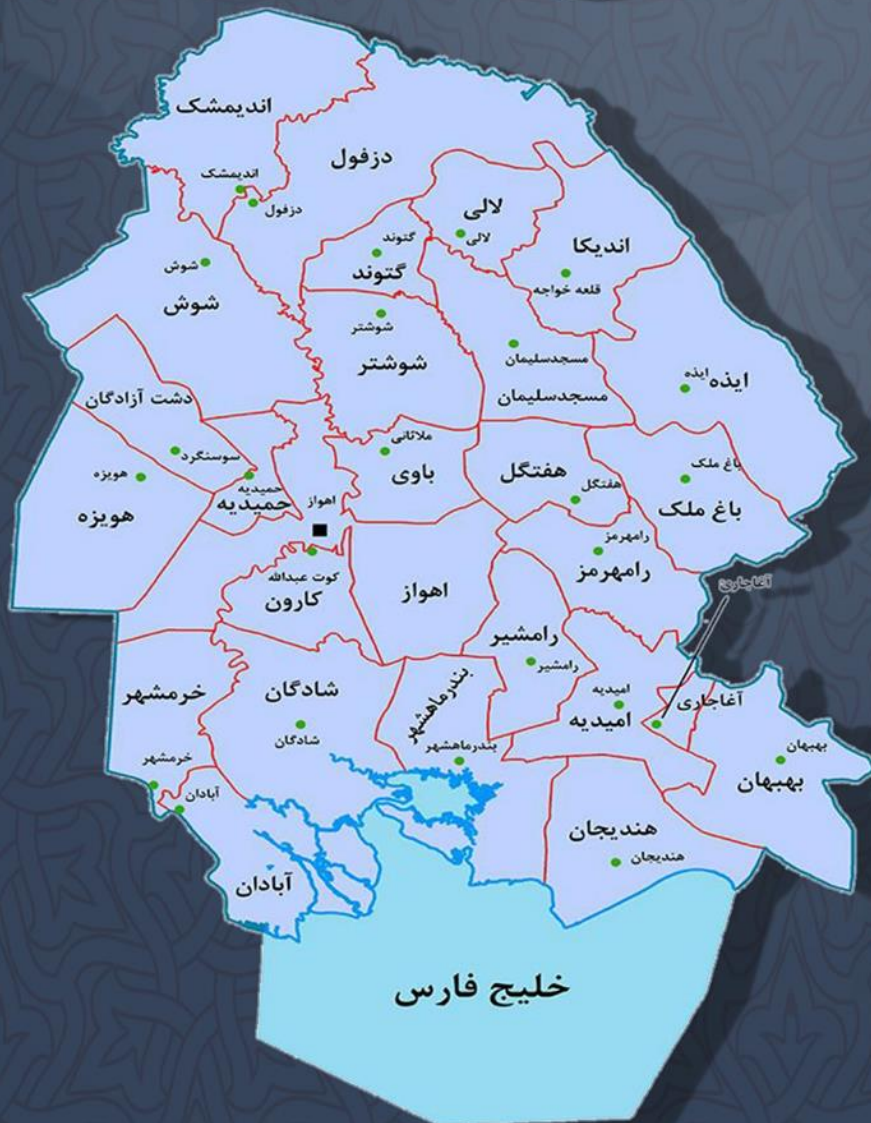 اندیمشک
دزفول
اندیمشک
دزفول
لالی
لالی
گتوند
گتوند
اندیکا
قلعه خواجه
شوش
شوش
شوشتر
شوشتر
مسجدسلیمان
مسجدسلیمان
ایذه
ایذه
دشت آزادگان
سوسنگرد
هویزه
هویزه
حمیدیه
حمیدیه
اهواز
ملاثانی
باوی
هفتگل
هفتگل
باغ ملک
باغ ملک
رامهرمز
رامهرمز
کوت عبدالله
کارون
اهواز
آغاجاری
رامشیر
رامشیر
خرمشهر
خرمشهر
شادگان
شادگان
بندرماهشهر
بندرماهشهر
امیدیه
امیدیه
آغاجاری
بهبهان
بهبهان
آبادان
آبادان
هندیجان
هندیجان
خلیج فارس